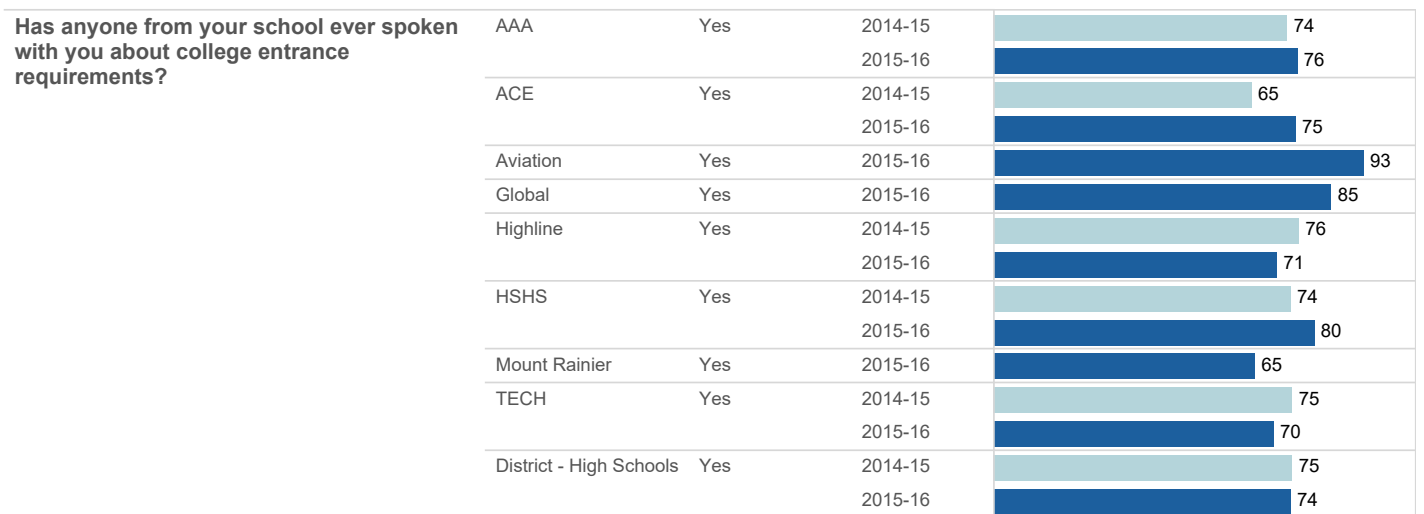 Has anyone from your school ever spoken
with you about college entrance
requirements?
AAA Yes 2014-15 74
2015-16 76
ACE Yes 2014-15 65
2015-16 75
Aviation Yes 2015-16 93
Global Yes 2015-16 85
Highline Yes 2014-15 76
2015-16 71
HSHS Yes 2014-15 74
2015-16 80
Mount Rainier Yes 2015-16 65
TECH Yes 2014-15 75
2015-16 70
District - High Schools Yes 2014-15 75
2015-16 74